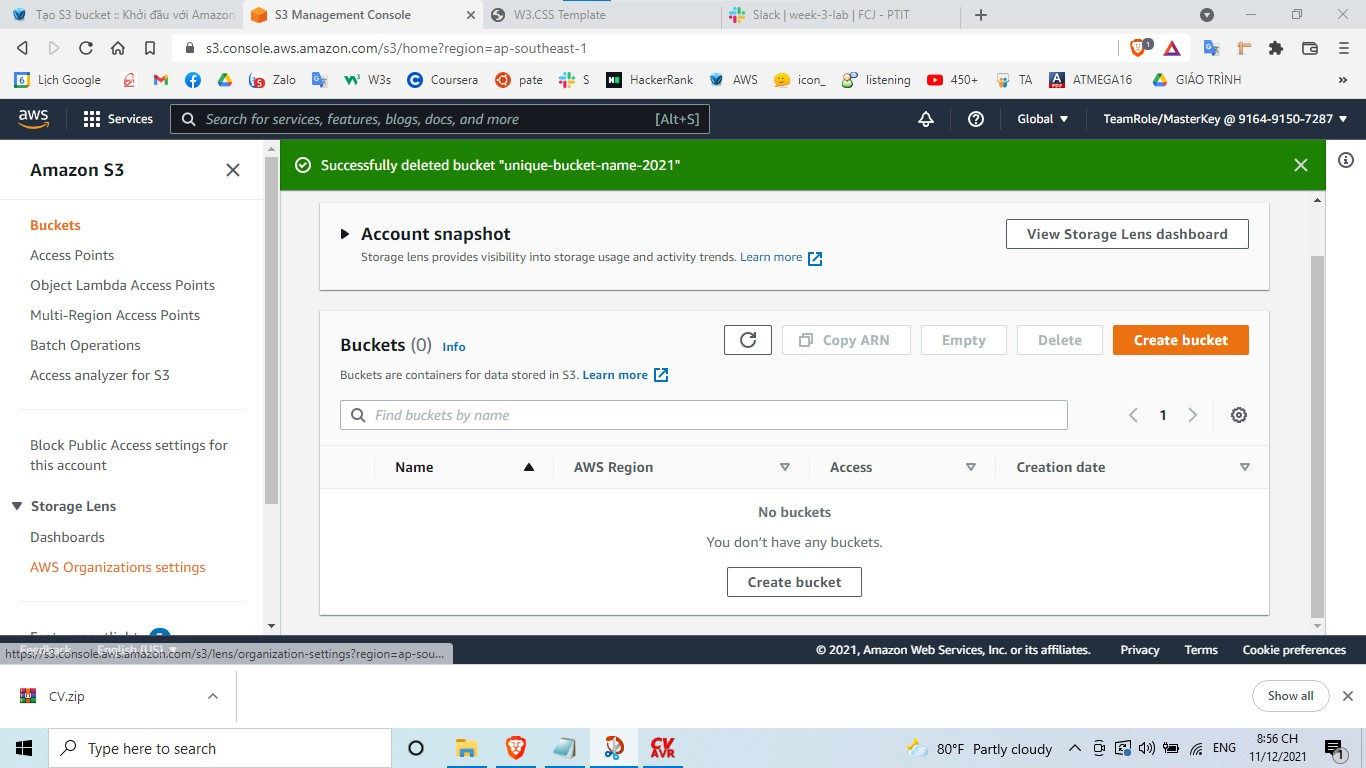 Tạo S3 bucket :: Khởi đầu với Amazon
S3 Management Console
W3.CSS Template
Slack | week-3-lab | FCJ - PTIT
s3.console.aws.amazon.com/s3/home?region=ap-southeast-1
1
6 Lịch Google
Zalo
W3s
Coursera
pate
S
HackerRank
AWS
icon_
listening
450+
TA
ATMEGA16
GIÁO TRÌNH
»
aws
Services
Search for services, features, blogs, docs, and more
[Alt+S]
Global
TeamRole/MasterKey @ 9164-9150-7287
Amazon S3
Buckets
Access Points
Object Lambda Access Points
Multi-Region Access Points
Batch Operations
Access analyzer for S3
Block Public Access settings for
this account
Storage Lens
Dashboards
AWS Organizations settings
Successfully deleted bucket "unique-bucket-name-2021"
Account snapshot
View Storage Lens dashboard
Storage lens provides visibility into storage usage and activity trends. Learn more
Buckets (0) Info
Copy ARN
Empty
Delete
Create bucket
Buckets are containers for data stored in S3. Learn more
Find buckets by name
1
Name
AWS Region
Access
Creation date
No buckets
You don't have any buckets.
Create bucket
Feedback English (US)
https://s3.console.aws.amazon.com/s3/lens/organization-settings?region=ap-sou...
© 2021, Amazon Web Services, Inc. or its affiliates.
Privacy
Terms
Cookie preferences
CV.zip
Show all
Type here to search
CV
AVR
80°F Partly cloudy
ENG
8:56 CH
11/12/2021
1